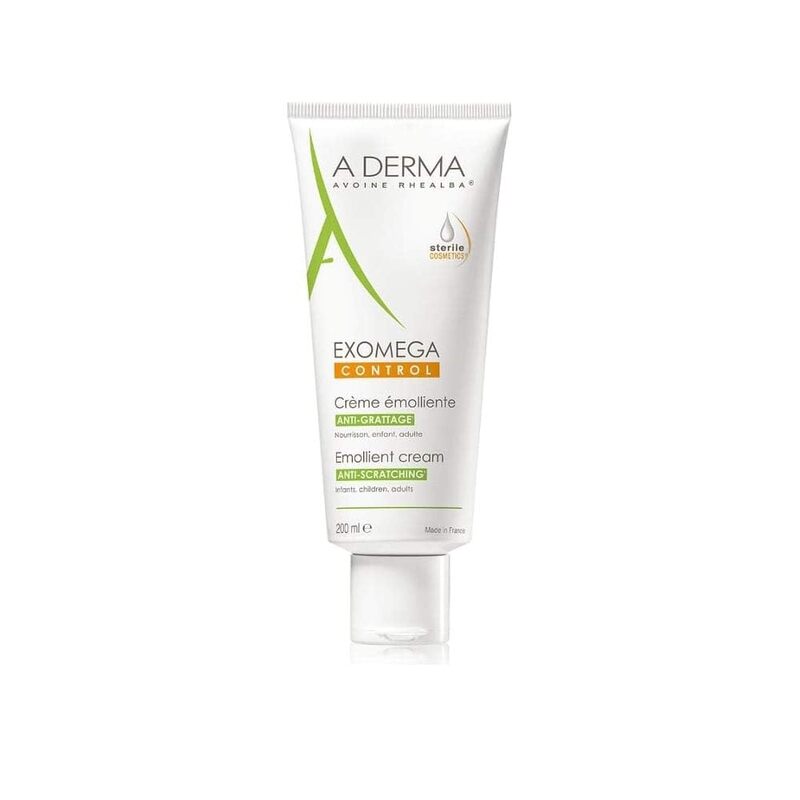 A DERMA
AVOINE RHEALBA®
sterile
COSMETICS®
EXOMEGA
CONTROL
Crème émolliente
ANTI-GRATTAGE
Nourrisson, enfant, adulte
Emollient cream
ANTI-SCRATCHING¹
Infants, children, adults
200 ml ℮
Made in France